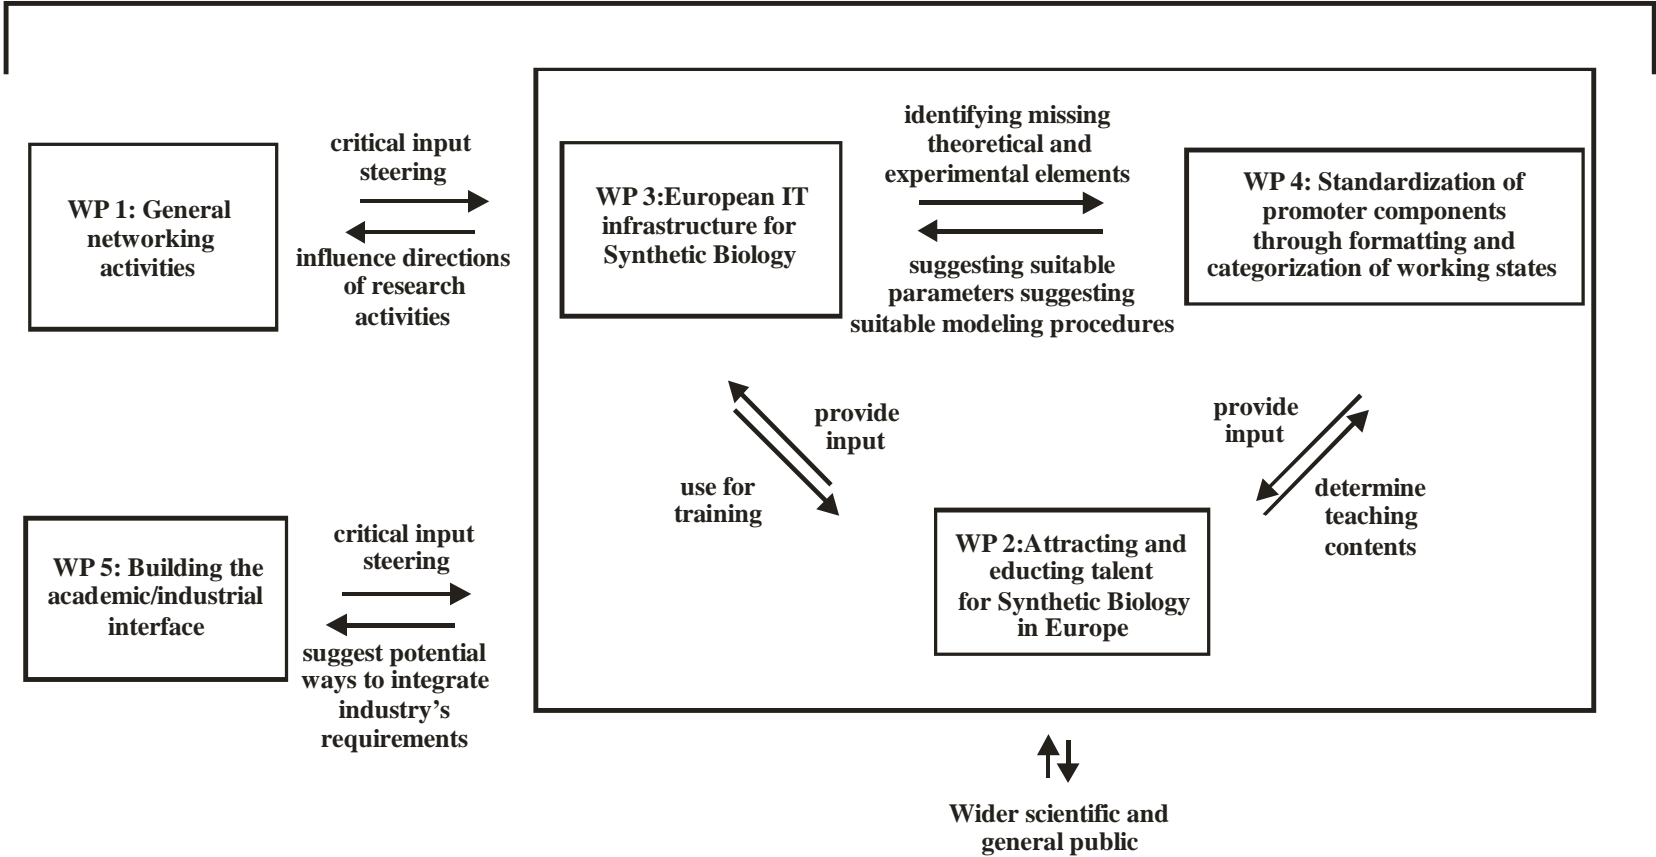 WP 1: General
networking
activities
critical input
steering
influence directions
of research
activities
WP 3:European IT
infrastructure for
Synthetic Biology
identifying missing
theoretical and
experimental elements
suggesting suitable
parameters suggesting
suitable modeling procedures
WP 4: Standardization of
promoter components
through formatting and
categorization of working states
provide
input
use for
training
provide
input
determine
teaching
contents
WP 5: Building the
academic/industrial
interface
critical input
steering
suggest potential
ways to integrate
industry’s
requirements
WP 2:Attracting and
educting talent
for Synthetic Biology
in Europe
Wider scientific and
general public